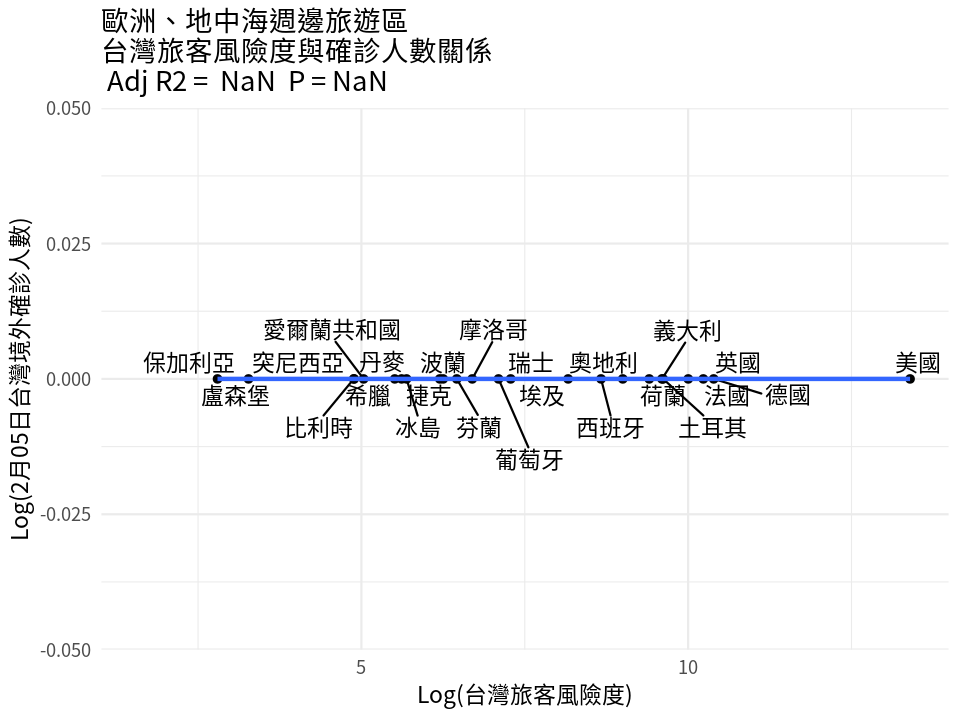 歐洲、地中海週邊旅遊區
台灣旅客風險度與確診人數關係
Adj R2 = NaN P = NaN
Log(2月05日台灣境外確診人數)
0.050
0.025
0.000
-0.025
-0.050
愛爾蘭共和國
摩洛哥
義大利
保加利亞
突尼西亞
丹麥
波蘭
瑞士
奧地利
英國
美國
盧森堡
希臘
捷克
埃及
荷蘭
法國
德國
比利時
冰島
芬蘭
西班牙
土耳其
葡萄牙
5
10
Log(台灣旅客風險度)